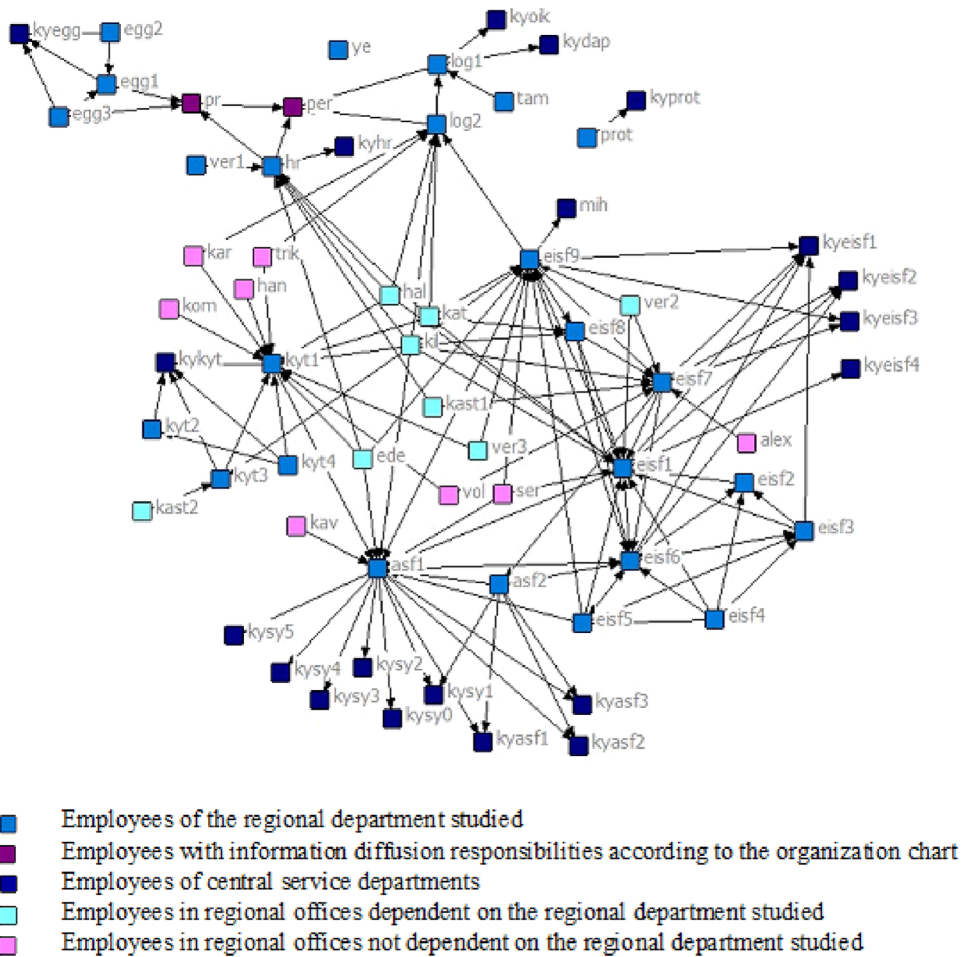 kyoik
kyegg egg2
kydap
ye
log1
egg1
tam kyprot
pr per
egg3
log2
prot
kyhr
ver1 hr
mih
kyeisf1
kar trik eisf9
kyeisf2
han hal ver2
kom kat
eisf8 kyeisf3
kil
kykyt kyt1
kyeisf4
eisf7
kast1
kyt2 alex
ver3
ede
kyt4 eisf1
kyt3 eisf2
vol ser
kast2
kav eisf3
eisf6
asf1
asf2
eisf5 eisf4
kysy5
kysy4 kysy2
kysy3 kysy1
kyasf3
kysy0
kyasf1 kyasf2
Employees of the regional department studied
Employees with information diffusion responsibilities according to the organization chart
Employees of central service departments
Employees in regional offices dependent on the regional department studied
Employees in regional offices not dependent on the regional department studied